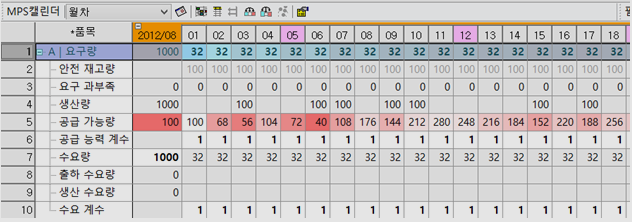 MPS캘린더 월차
*품목 2012/08 01 02 03 04 05 06 07 08 09 10 11 12 13 14 15 16 17 18
1 A | 요구량 1000 32 32 32 32 32 32 32 32 32 32 32 32 32 32 32 32 32 32
2 안전 재고량 100 100 100 100 100 100 100 100 100 100 100 100 100 100 100 100 100 100
3 요구 과부족 0 0 0 0 0 0 0 0 0 0 0 0 0 0 0 0 0 0 0
4 생산량 1000 100 100 100 100 100 100 100
5 공급 가능량 100 100 68 56 104 72 40 108 176 144 212 280 248 216 184 152 220 188 256
6 공급 능력 계수 1 1 1 1 1 1 1 1 1 1 1 1 1 1 1 1 1 1
7 수요량 1000 32 32 32 32 32 32 32 32 32 32 32 32 32 32 32 32 32 32
8 출하 수요량 0
9 생산 수요량 0
10 수요 계수 1 1 1 1 1 1 1 1 1 1 1 1 1 1 1 1 1 1